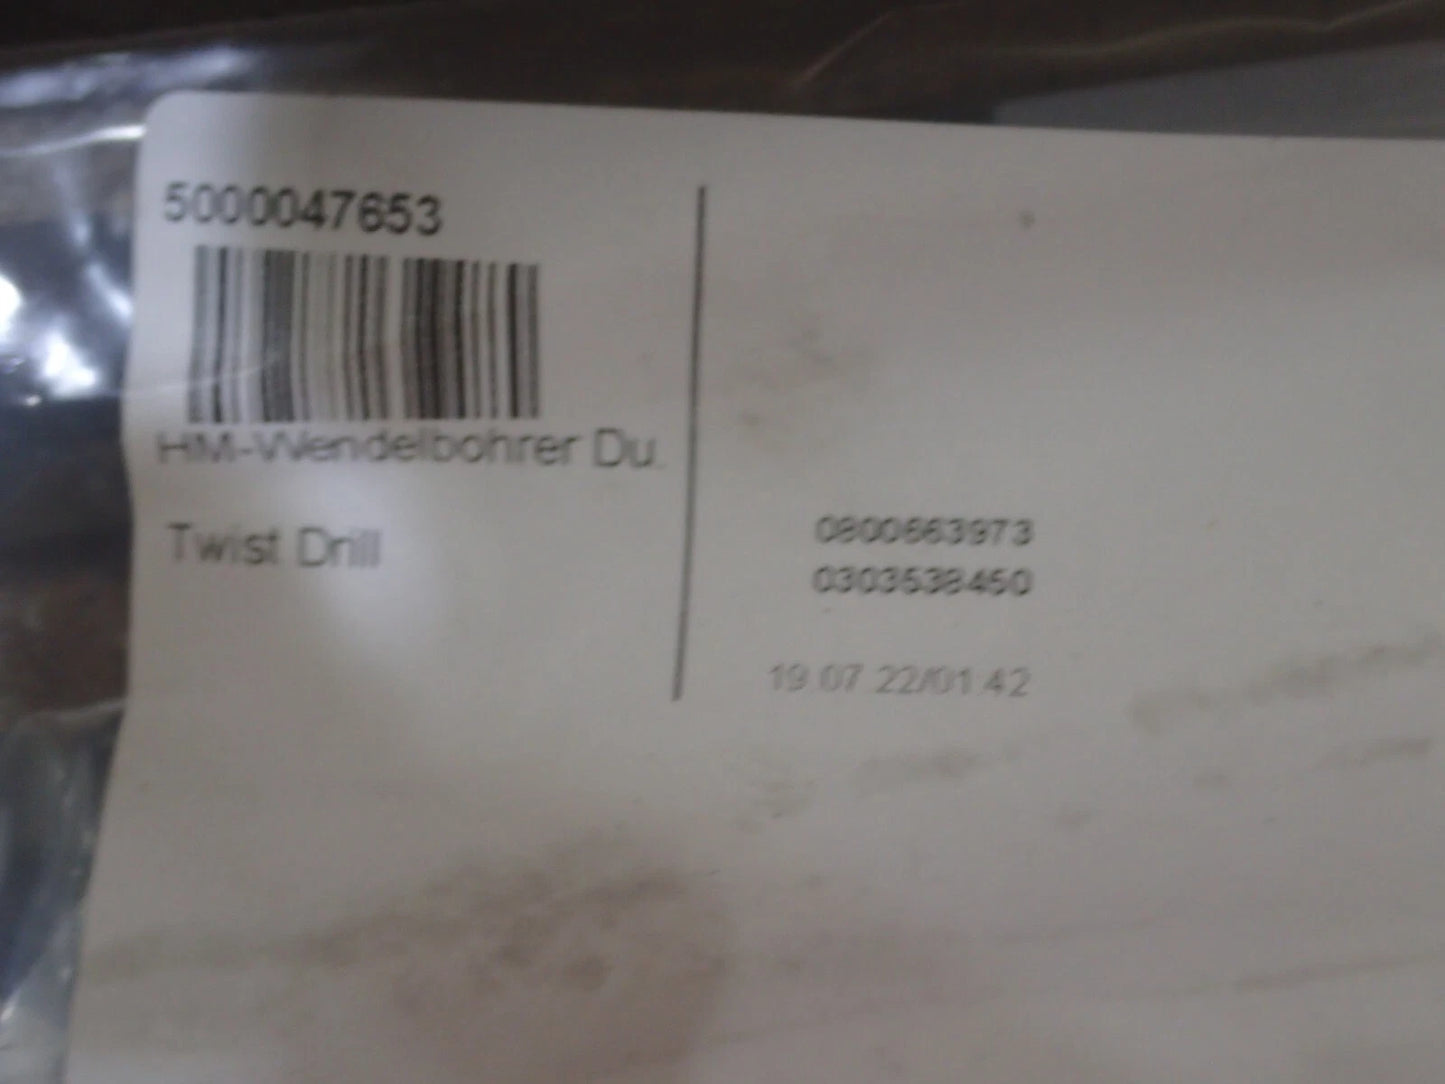 5000047653
HM-Wendelbohrer Du.
Twist Drill
0800663973
0303538450
19.07.22/01:42